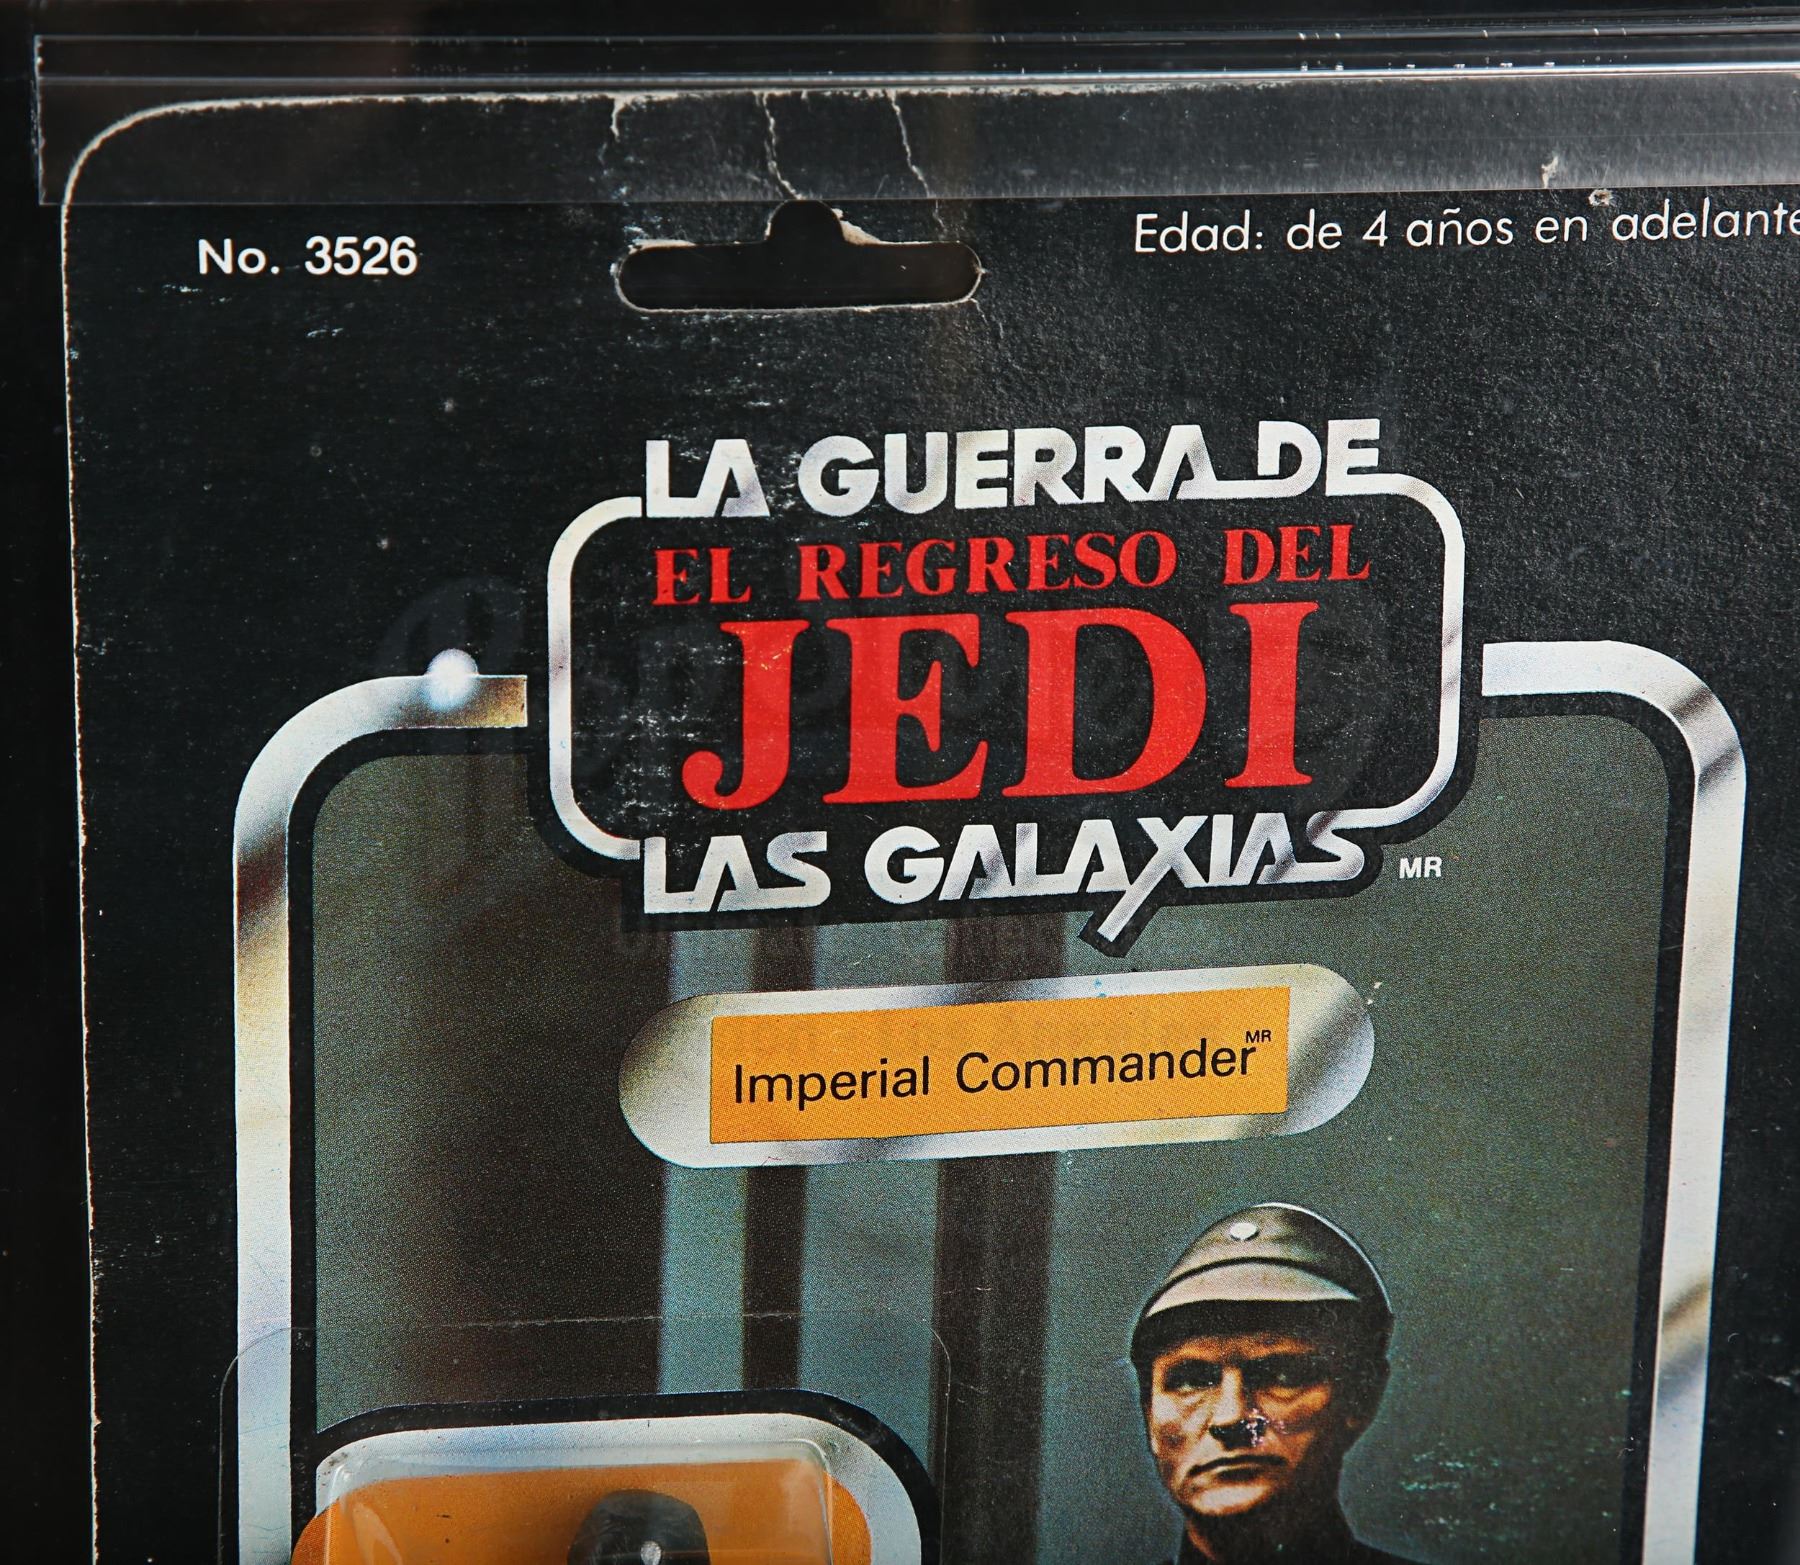 No. 3526
Edad: de 4 años en adelante
LA GUERRA DE
EL REGRESO DEL
JEDI
LAS GALAXIAS MR
Imperial Commander MR